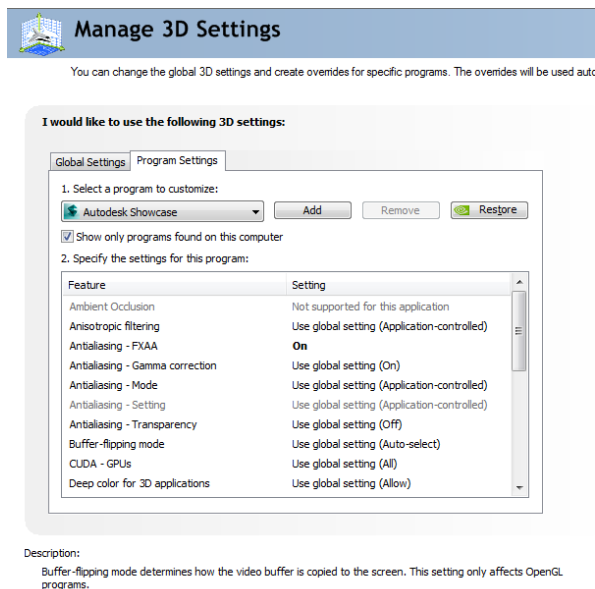 Manage 3D Settings
You can change the global 3D settings and create overrides for specific programs. The overrides will be used auto
I would like to use the following 3D settings:
Global Settings Program Settings
1. Select a program to customize:
Autodesk Showcase Add Remove Restore
Show only programs found on this computer
2. Specify the settings for this program:
Feature Setting
Ambient Occlusion Not supported for this application
Anisotropic filtering Use global setting (Application-controlled)
Antialiasing - FXAA On
Antialiasing - Gamma correction Use global setting (On)
Antialiasing - Mode Use global setting (Application-controlled)
Antialiasing - Setting Use global setting (Application-controlled)
Antialiasing - Transparency Use global setting (Off)
Buffer-flipping mode Use global setting (Auto-select)
CUDA - GPUs Use global setting (All)
Deep color for 3D applications Use global setting (Allow)
Description:
Buffer-flipping mode determines how the video buffer is copied to the screen. This setting only affects OpenGL
programs.